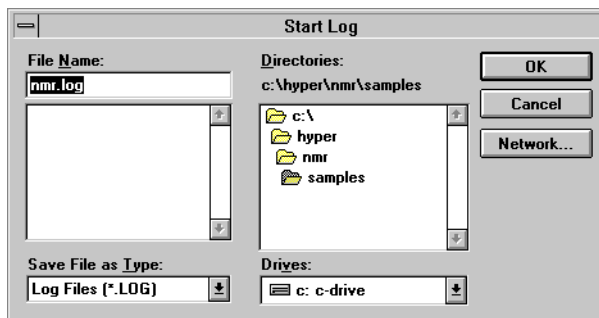 Start Log
File Name:
nmr.log
Directories:
c:\hyper\nmr\samples
c:\
hyper
nmr
samples
OK
Cancel
Network...
Save File as Type:
Log Files (*.LOG)
Drives:
c: c-drive